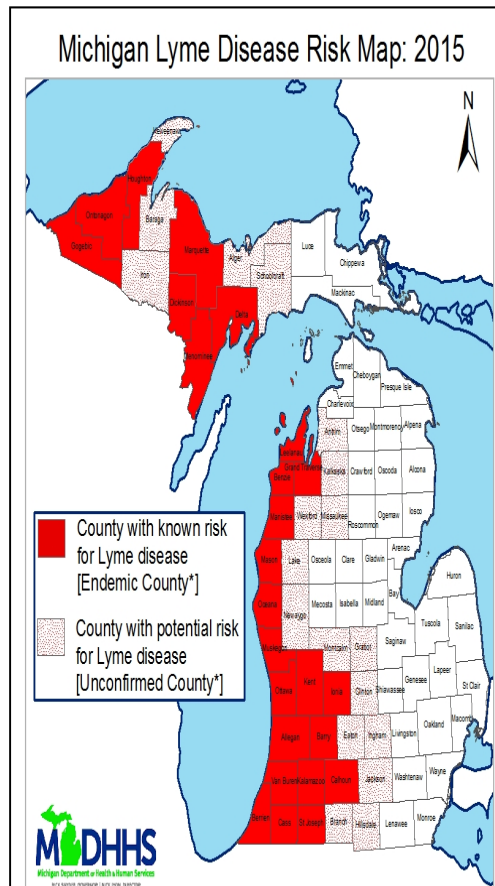 Michigan Lyme Disease Risk Map: 2015
N
Keweenaw
Houghton
Ontonagon
Baraga
Gogebic
Marquette
Luce
Alger
Chippewa
Schoolcraft
Iron
Mackinac
Dickinson
Delta
Menominee
Emmet
Cheboygan
Presque Isle
Charlevoix
Antrim
Otsego
Montmorency
Alpena
Leelanau
Grand Traverse
Benzie
Kalkaska
Crawford
Oscoda
Alcona
Manistee
Wexford
Missaukee
Roscommon
Ogemaw
Iosco
Arenac
Mason
Lake
Osceola
Clare
Gladwin
Huron
Oceana
Newaygo
Mecosta
Isabella
Midland
Bay
Tuscola
Sanilac
Muskegon
Montcalm
Gratiot
Saginaw
Lapeer
Genesee
St Clair
Ottawa
Kent
Ionia
Clinton
Shiawassee
Oakland
Macomb
Allegan
Barry
Eaton
Ingham
Livingston
Van Buren
Kalamazoo
Calhoun
Jackson
Washtenaw
Wayne
Berrien
Cass
St Joseph
Branch
Hillsdale
Lenawee
Monroe
County with known risk
for Lyme disease
[Endemic County*]
County with potential risk
for Lyme disease
[Unconfirmed County*]
MDHHS
Michigan Department of Health & Human Services